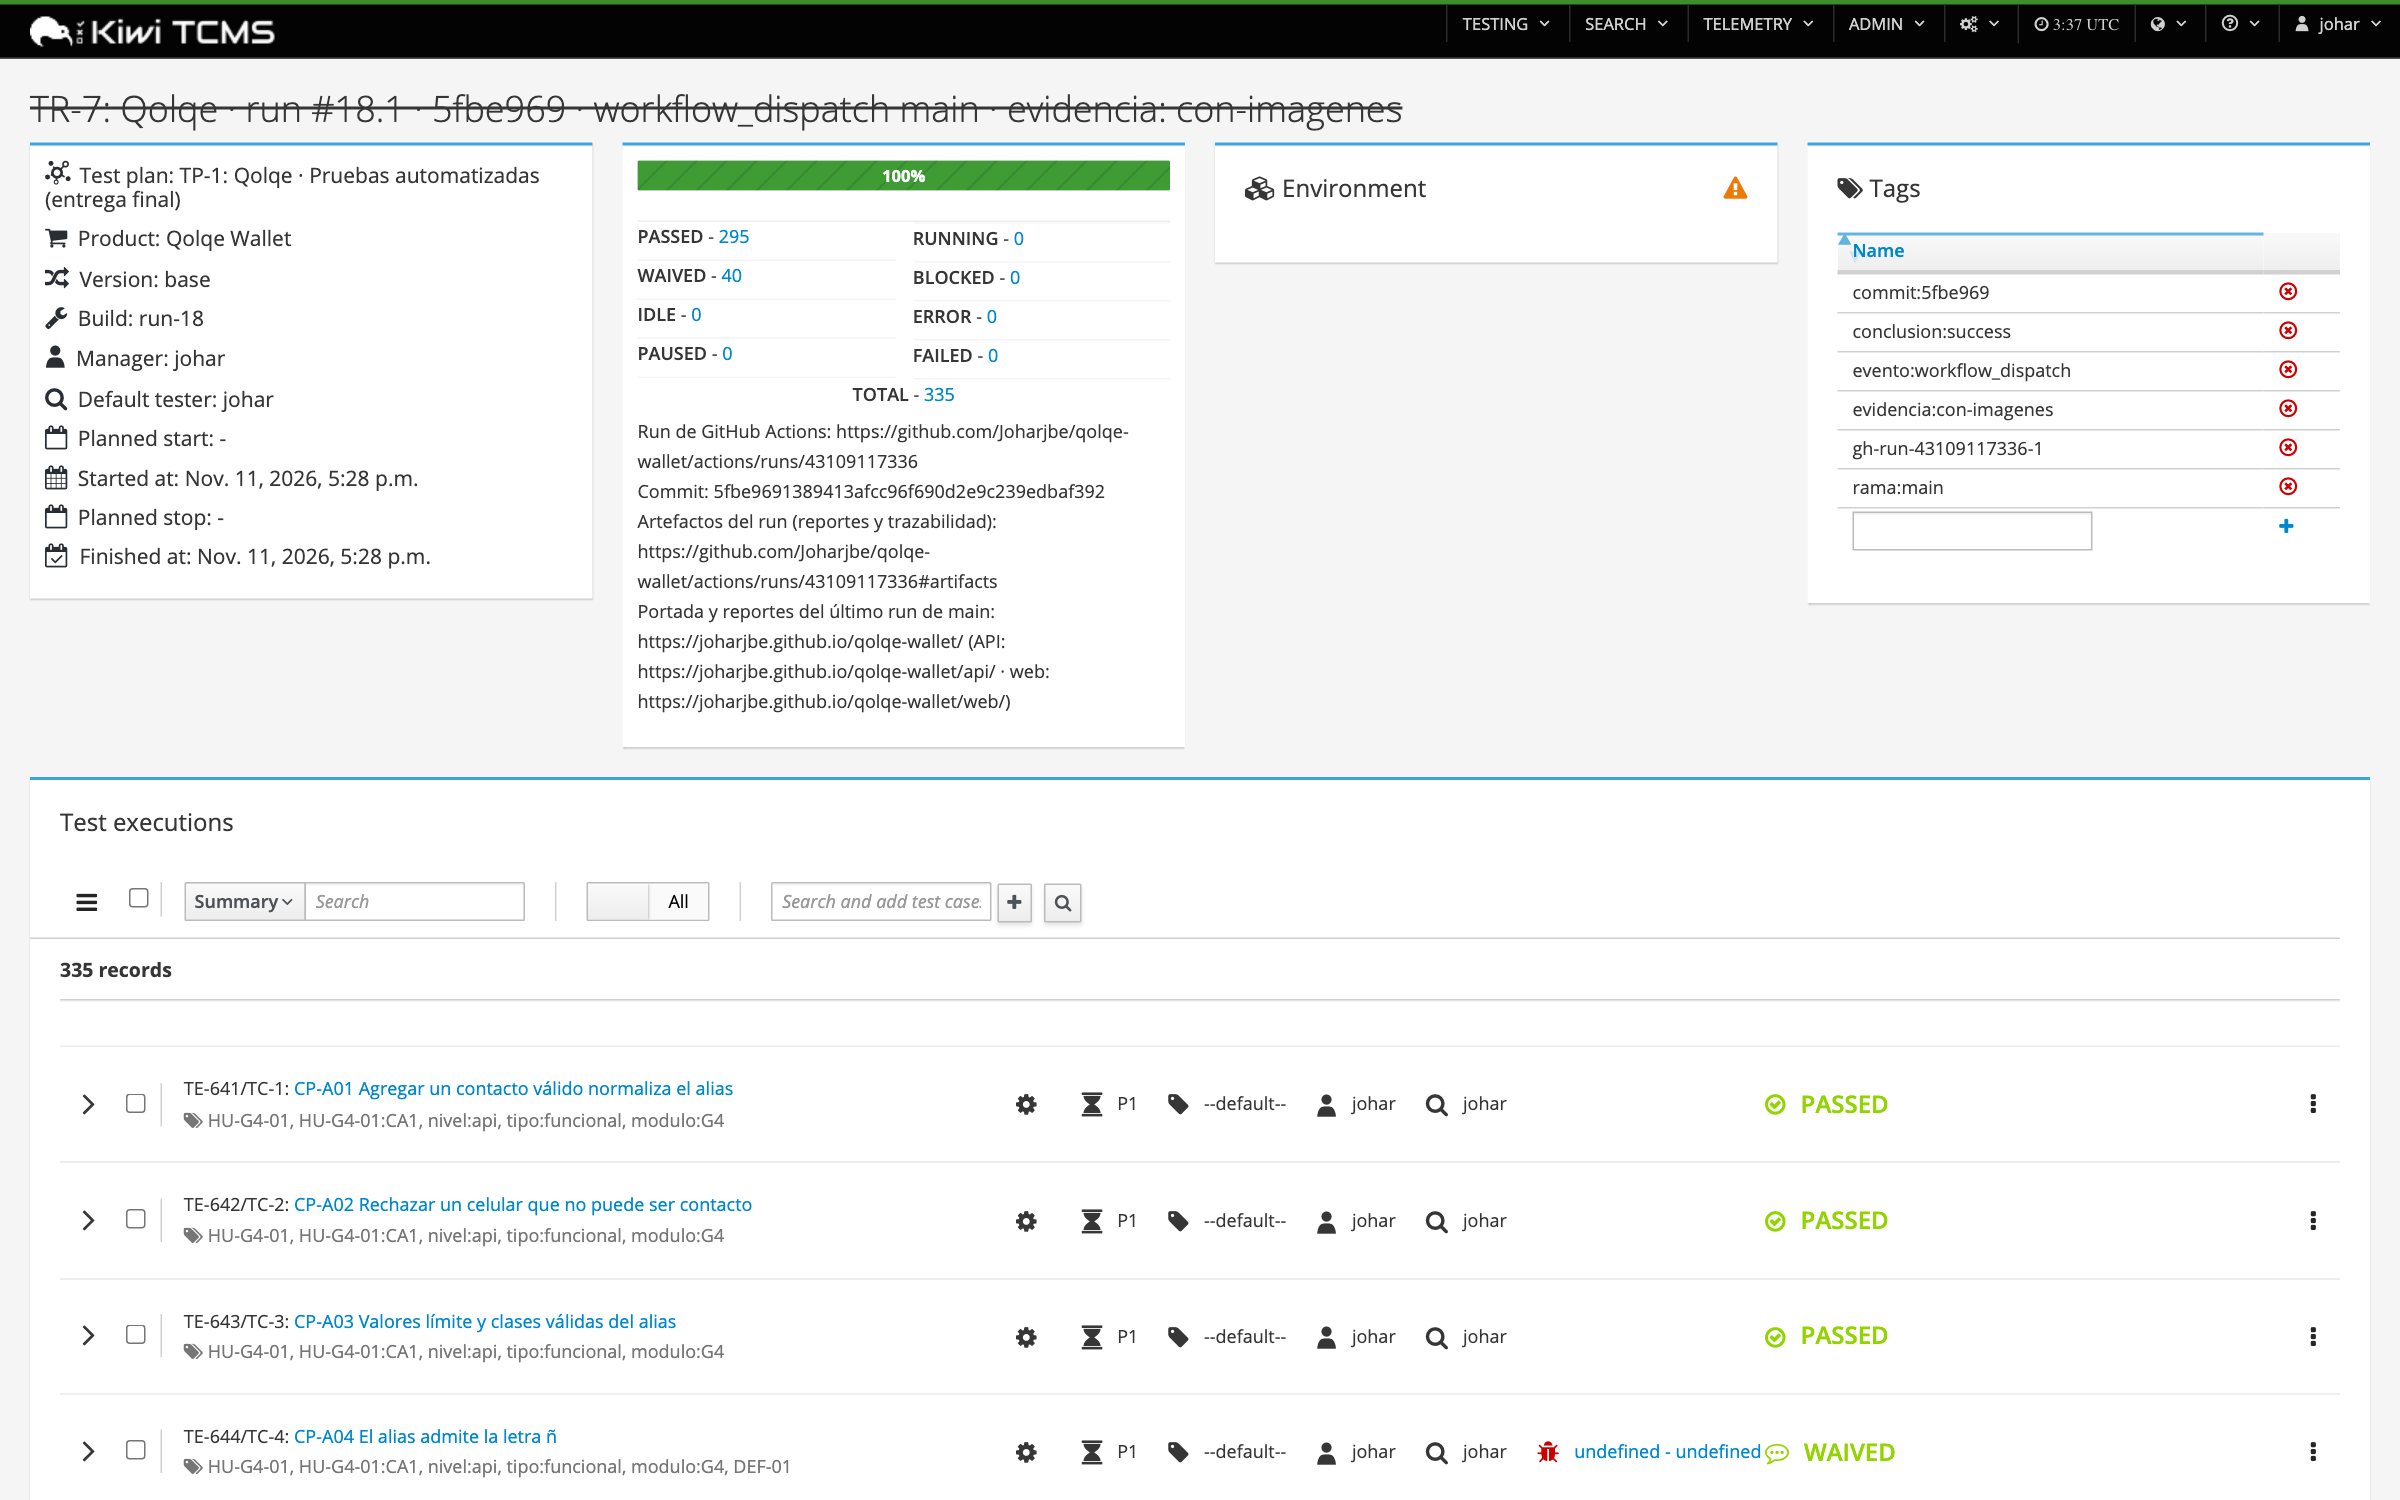 Kiwi TCMS
TESTING
SEARCH
TELEMETRY
ADMIN
3:37 UTC
johar
TR-7: Qolqe · run #18.1 · 5fbe969 · workflow_dispatch main · evidencia: con-imagenes
Test plan: TP-1: Qolqe · Pruebas automatizadas
(entrega final)
Product: Qolqe Wallet
Version: base
Build: run-18
Manager: johar
Default tester: johar
Planned start: -
Started at: Nov. 11, 2026, 5:28 p.m.
Planned stop: -
Finished at: Nov. 11, 2026, 5:28 p.m.
100%
PASSED - 295
RUNNING - 0
WAIVED - 40
BLOCKED - 0
IDLE - 0
ERROR - 0
PAUSED - 0
FAILED - 0
TOTAL - 335
Run de GitHub Actions: https://github.com/Joharjbe/qolqe-
wallet/actions/runs/43109117336
Commit: 5fbe9691389413afcc96f690d2e9c239edbaf392
Artefactos del run (reportes y trazabilidad):
https://github.com/Joharjbe/qolqe-
wallet/actions/runs/43109117336#artifacts
Portada y reportes del último run de main:
https://joharjbe.github.io/qolqe-wallet/ (API:
https://joharjbe.github.io/qolqe-wallet/api/ · web:
https://joharjbe.github.io/qolqe-wallet/web/)
Environment
Tags
Name
commit:5fbe969
conclusion:success
evento:workflow_dispatch
evidencia:con-imagenes
gh-run-43109117336-1
rama:main
Test executions
Summary
Search
All
Search and add test case.
335 records
TE-641/TC-1: CP-A01 Agregar un contacto válido normaliza el alias
HU-G4-01, HU-G4-01:CA1, nivel:api, tipo:funcional, modulo:G4
P1 --default-- johar johar PASSED
TE-642/TC-2: CP-A02 Rechazar un celular que no puede ser contacto
HU-G4-01, HU-G4-01:CA1, nivel:api, tipo:funcional, modulo:G4
P1 --default-- johar johar PASSED
TE-643/TC-3: CP-A03 Valores límite y clases válidas del alias
HU-G4-01, HU-G4-01:CA1, nivel:api, tipo:funcional, modulo:G4
P1 --default-- johar johar PASSED
TE-644/TC-4: CP-A04 El alias admite la letra ñ
HU-G4-01, HU-G4-01:CA1, nivel:api, tipo:funcional, modulo:G4, DEF-01
P1 --default-- johar johar undefined - undefined WAIVED